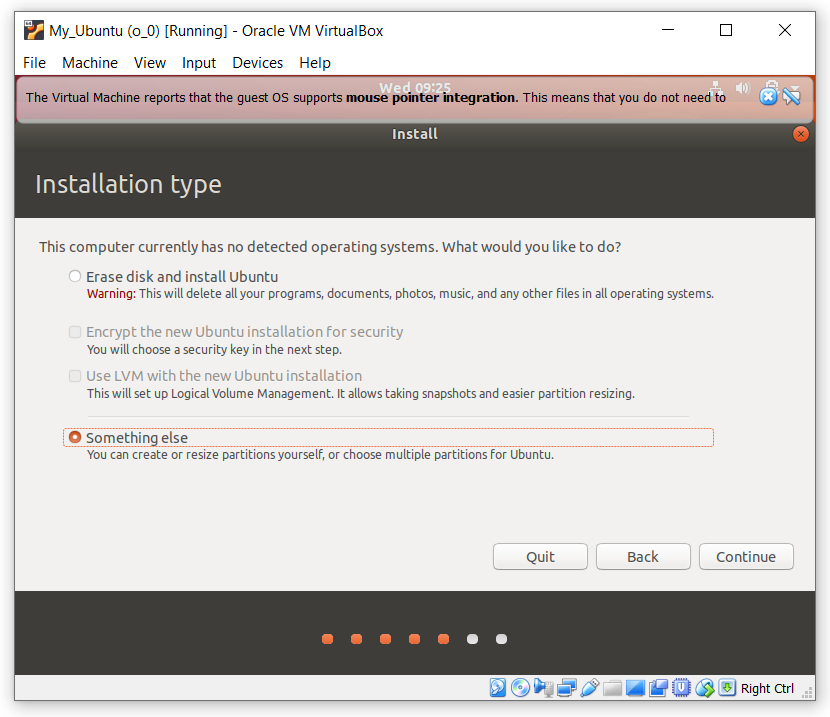 My_Ubuntu (o_0) [Running] - Oracle VM VirtualBox
File Machine View Input Devices Help
Wed 09:25
The Virtual Machine reports that the guest OS supports mouse pointer integration. This means that you do not need to
Install
Installation type
This computer currently has no detected operating systems. What would you like to do?
Erase disk and install Ubuntu
Warning: This will delete all your programs, documents, photos, music, and any other files in all operating systems.
Encrypt the new Ubuntu installation for security
You will choose a security key in the next step.
Use LVM with the new Ubuntu installation
This will set up Logical Volume Management. It allows taking snapshots and easier partition resizing.
Something else
You can create or resize partitions yourself, or choose multiple partitions for Ubuntu.
Quit Back Continue
Right Ctrl